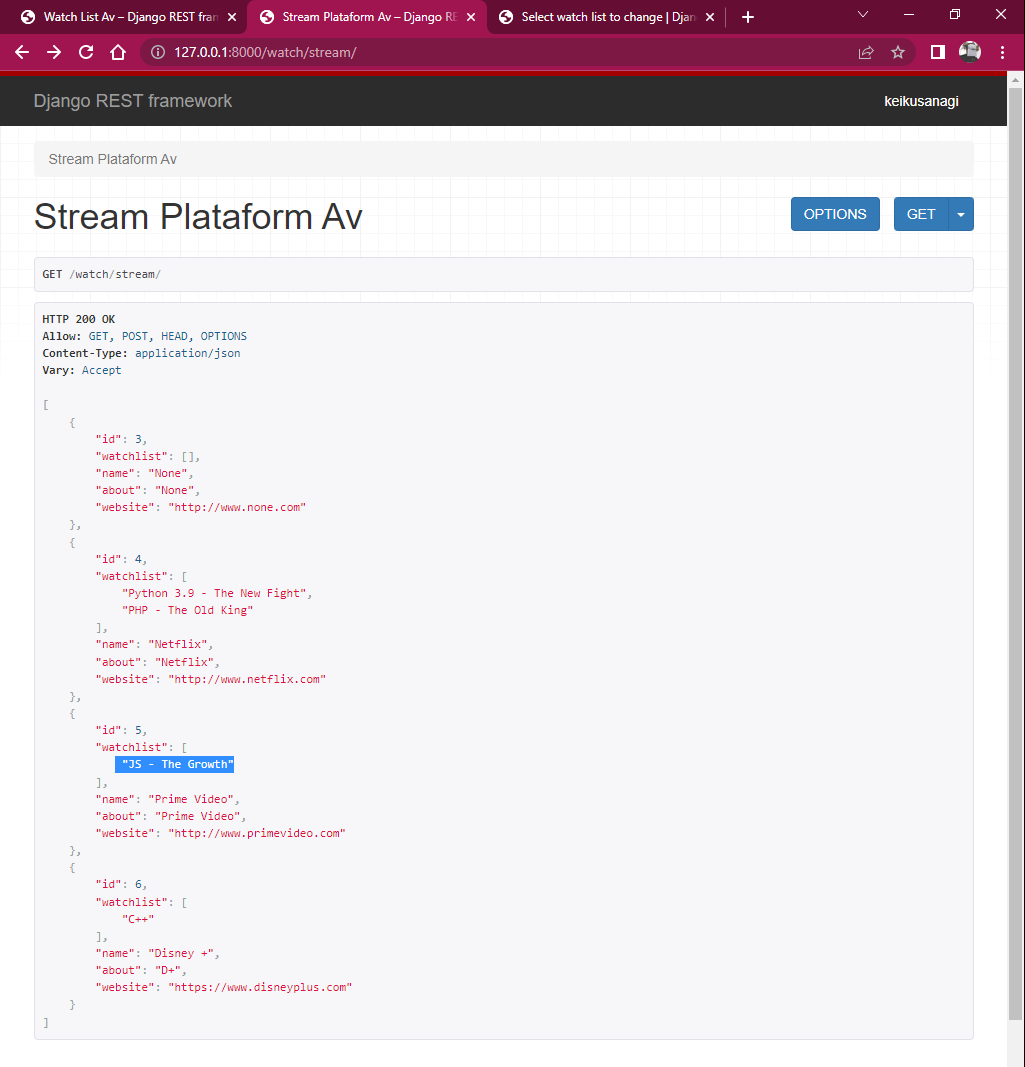 Watch List Av – Django REST fram
Stream Plataform Av – Django RE
Select watch list to change | Djan
127.0.0.1:8000/watch/stream/
Django REST framework
keikusanagi
Stream Plataform Av
Stream Plataform Av
OPTIONS
GET
GET /watch/stream/
HTTP 200 OK
Allow: GET, POST, HEAD, OPTIONS
Content-Type: application/json
Vary: Accept
[
    {
        "id": 3,
        "watchlist": [],
        "name": "None",
        "about": "None",
        "website": "http://www.none.com"
    },
    {
        "id": 4,
        "watchlist": [
            "Python 3.9 - The New Fight",
            "PHP - The Old King"
        ],
        "name": "Netflix",
        "about": "Netflix",
        "website": "http://www.netflix.com"
    },
    {
        "id": 5,
        "watchlist": [
            "JS - The Growth"
        ],
        "name": "Prime Video",
        "about": "Prime Video",
        "website": "http://www.primevideo.com"
    },
    {
        "id": 6,
        "watchlist": [
            "C++"
        ],
        "name": "Disney +",
        "about": "D+",
        "website": "https://www.disneyplus.com"
    }
]